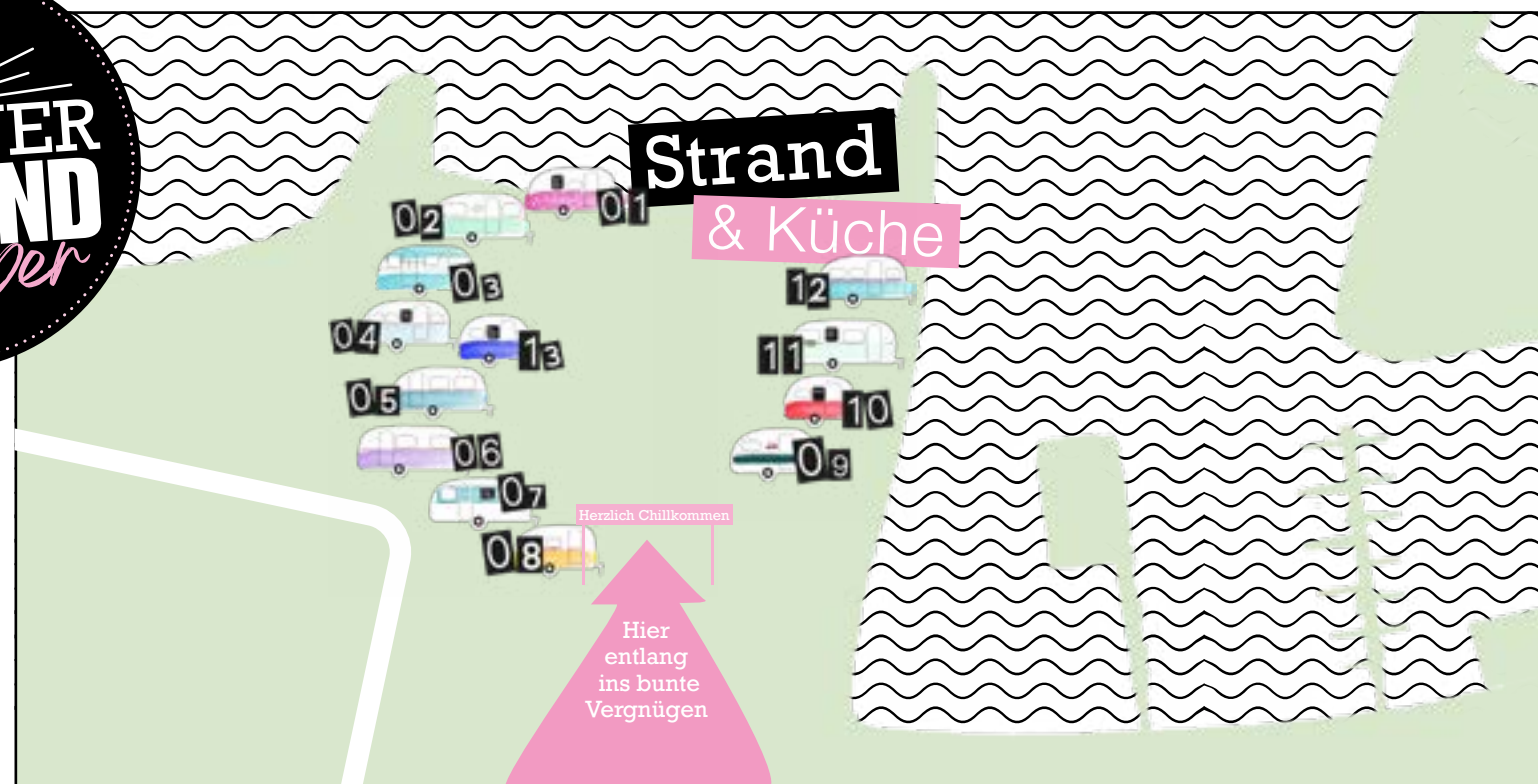 Strand
& Küche
01
02
03
12
04
13
11
05
10
06
09
07
Herzlich Chillkommen
08
Hier
entlang
ins bunte
Vergnügen